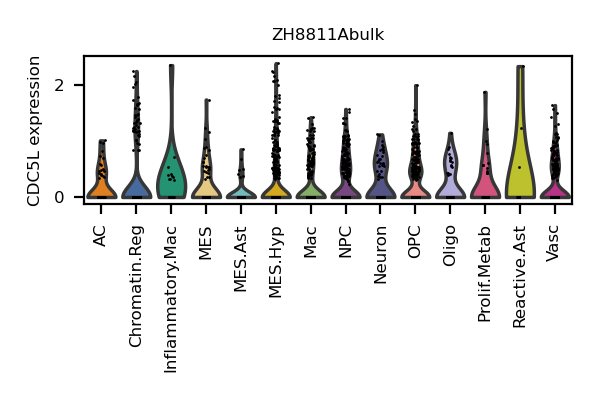 ZH8811Abulk
CDC5L expression
2
0
AC
Chromatin.Reg
Inflammatory.Mac
MES
MES.Ast
MES.Hyp
Mac
NPC
Neuron
OPC
Oligo
Prolif.Metab
Reactive.Ast
Vasc